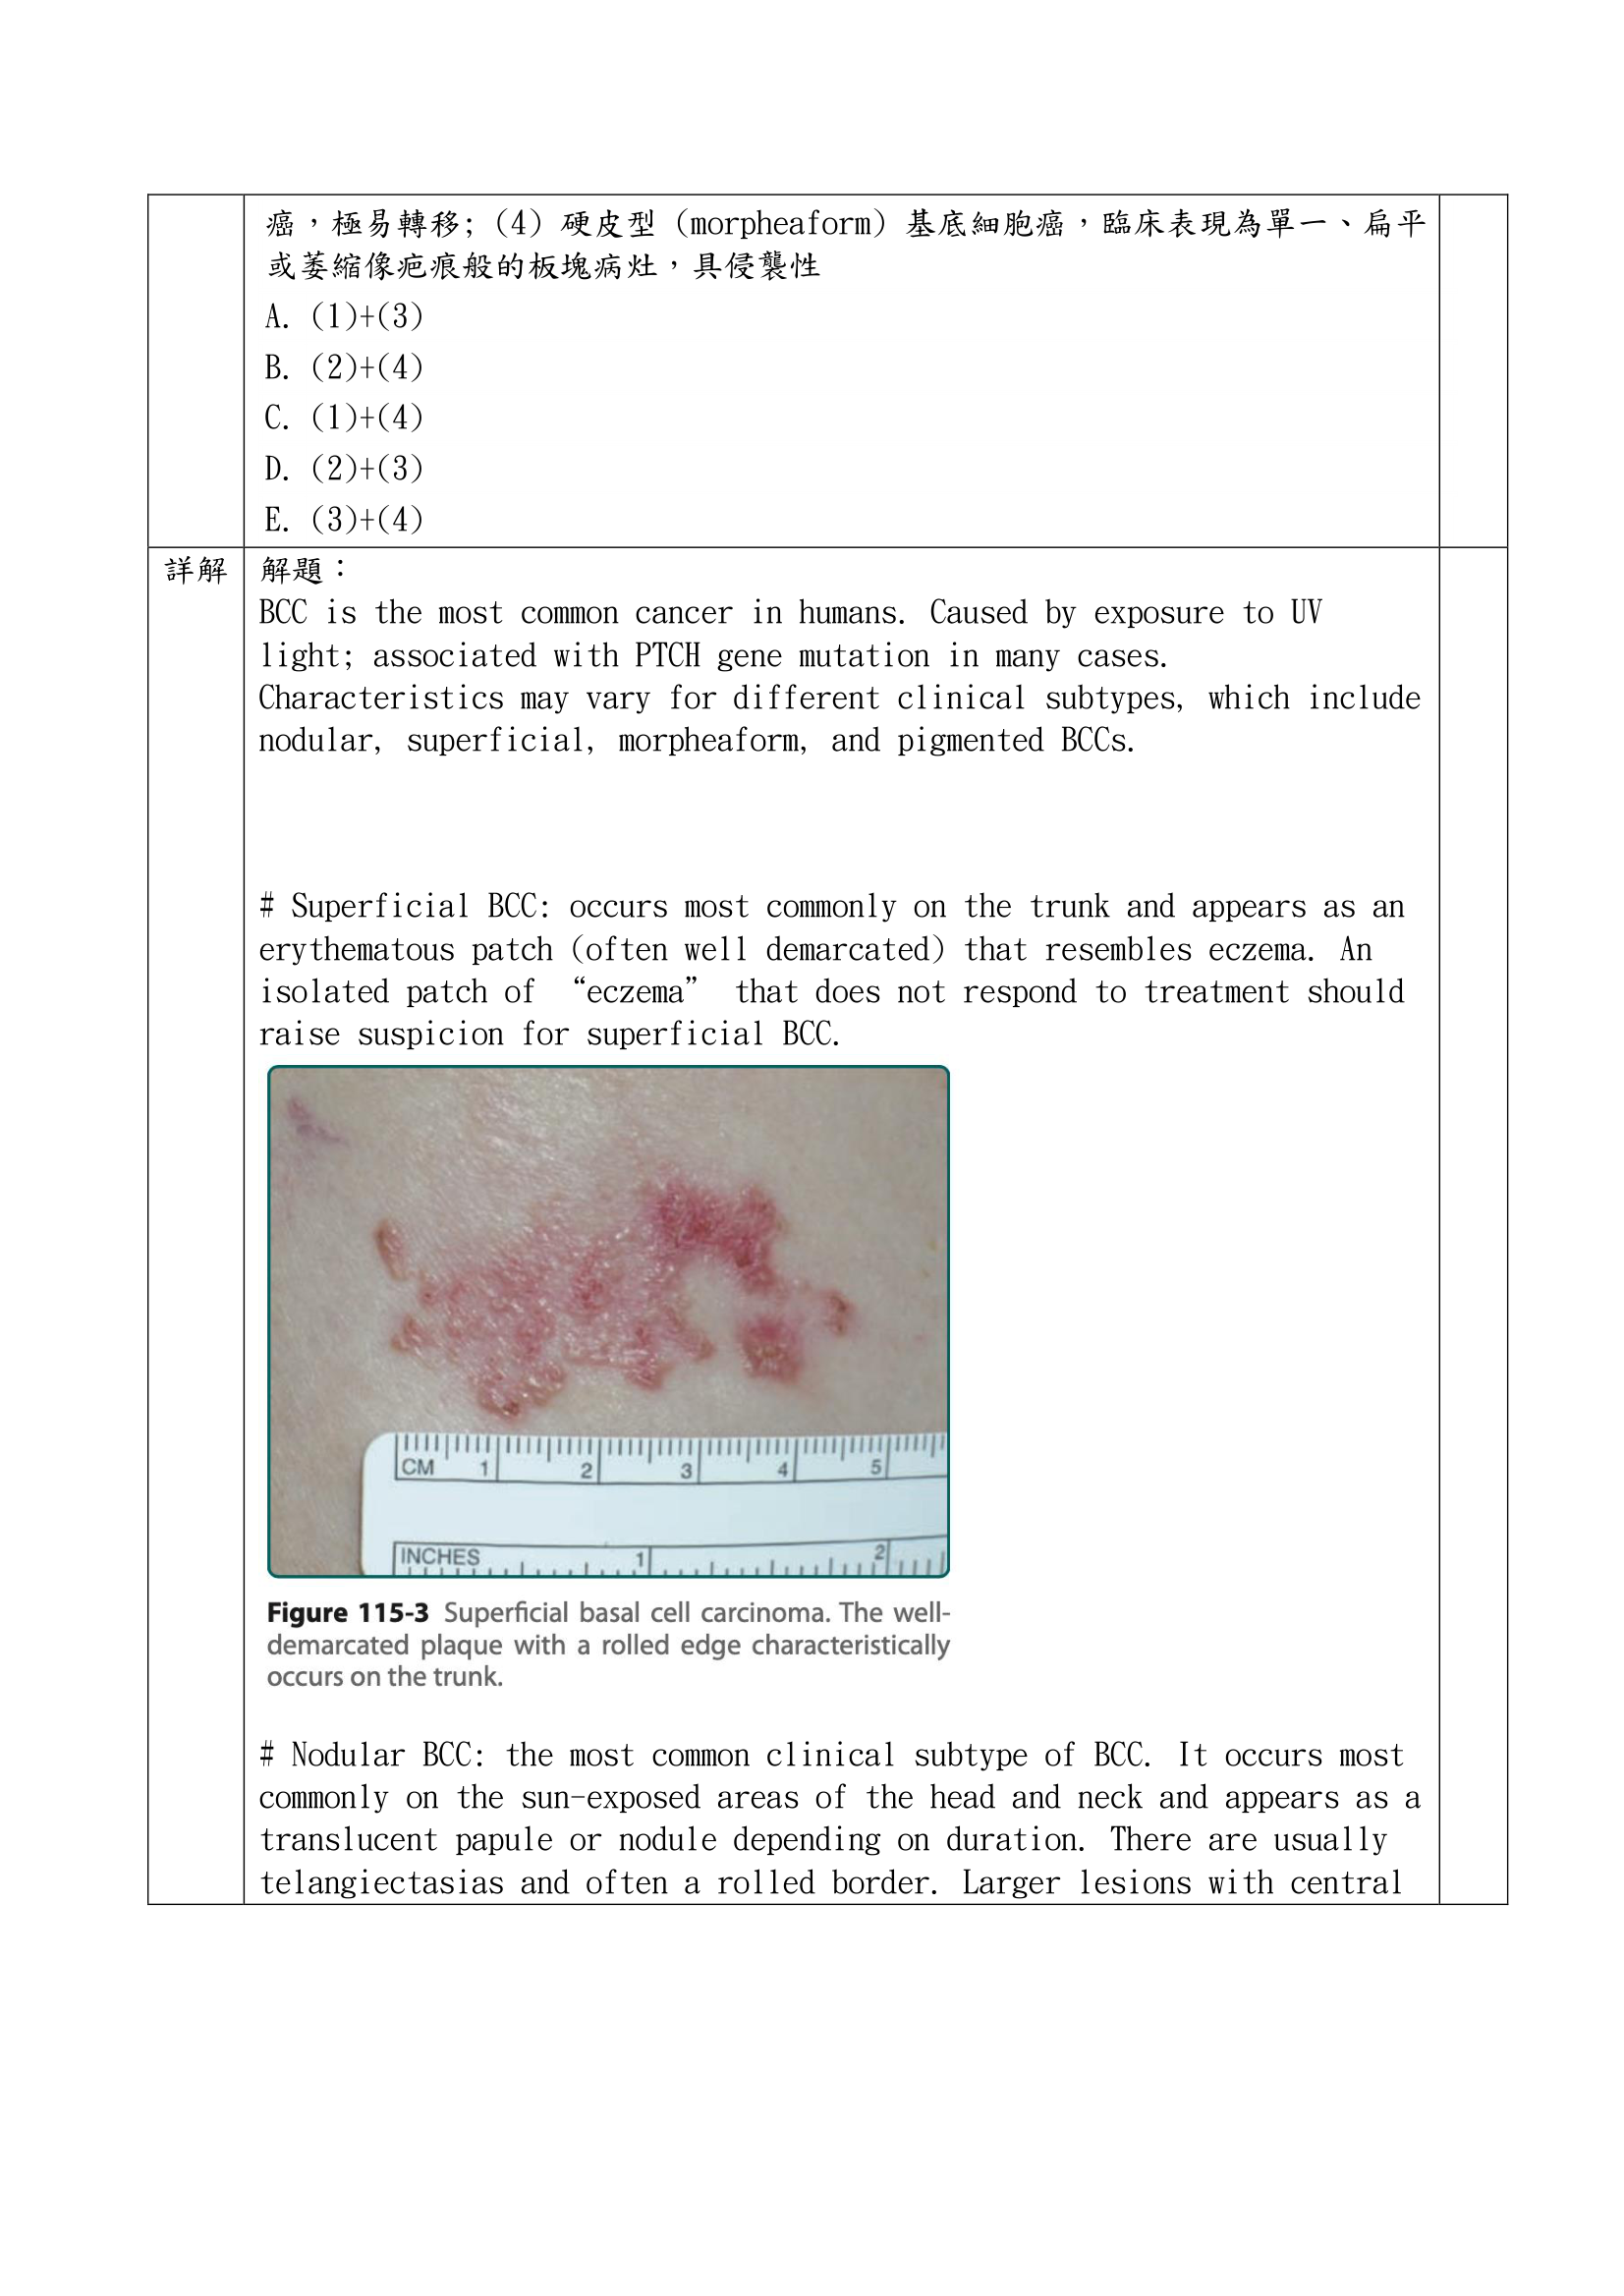 癌，極易轉移; (4) 硬皮型 (morpheaform) 基底細胞癌，臨床表現為單一、扁平
或萎縮像疤痕般的板塊病灶，具侵襲性
A. (1)+(3)
B. (2)+(4)
C. (1)+(4)
D. (2)+(3)
E. (3)+(4)
詳解
解題：
BCC is the most common cancer in humans. Caused by exposure to UV
light; associated with PTCH gene mutation in many cases.
Characteristics may vary for different clinical subtypes, which include
nodular, superficial, morpheaform, and pigmented BCCs.
# Superficial BCC: occurs most commonly on the trunk and appears as an
erythematous patch (often well demarcated) that resembles eczema. An
isolated patch of “eczema” that does not respond to treatment should
raise suspicion for superficial BCC.
CM 1 2 3 4 5
INCHES 1 2
Figure 115-3 Superficial basal cell carcinoma. The well-
demarcated plaque with a rolled edge characteristically
occurs on the trunk.
# Nodular BCC: the most common clinical subtype of BCC. It occurs most
commonly on the sun-exposed areas of the head and neck and appears as a
translucent papule or nodule depending on duration. There are usually
telangiectasias and often a rolled border. Larger lesions with central